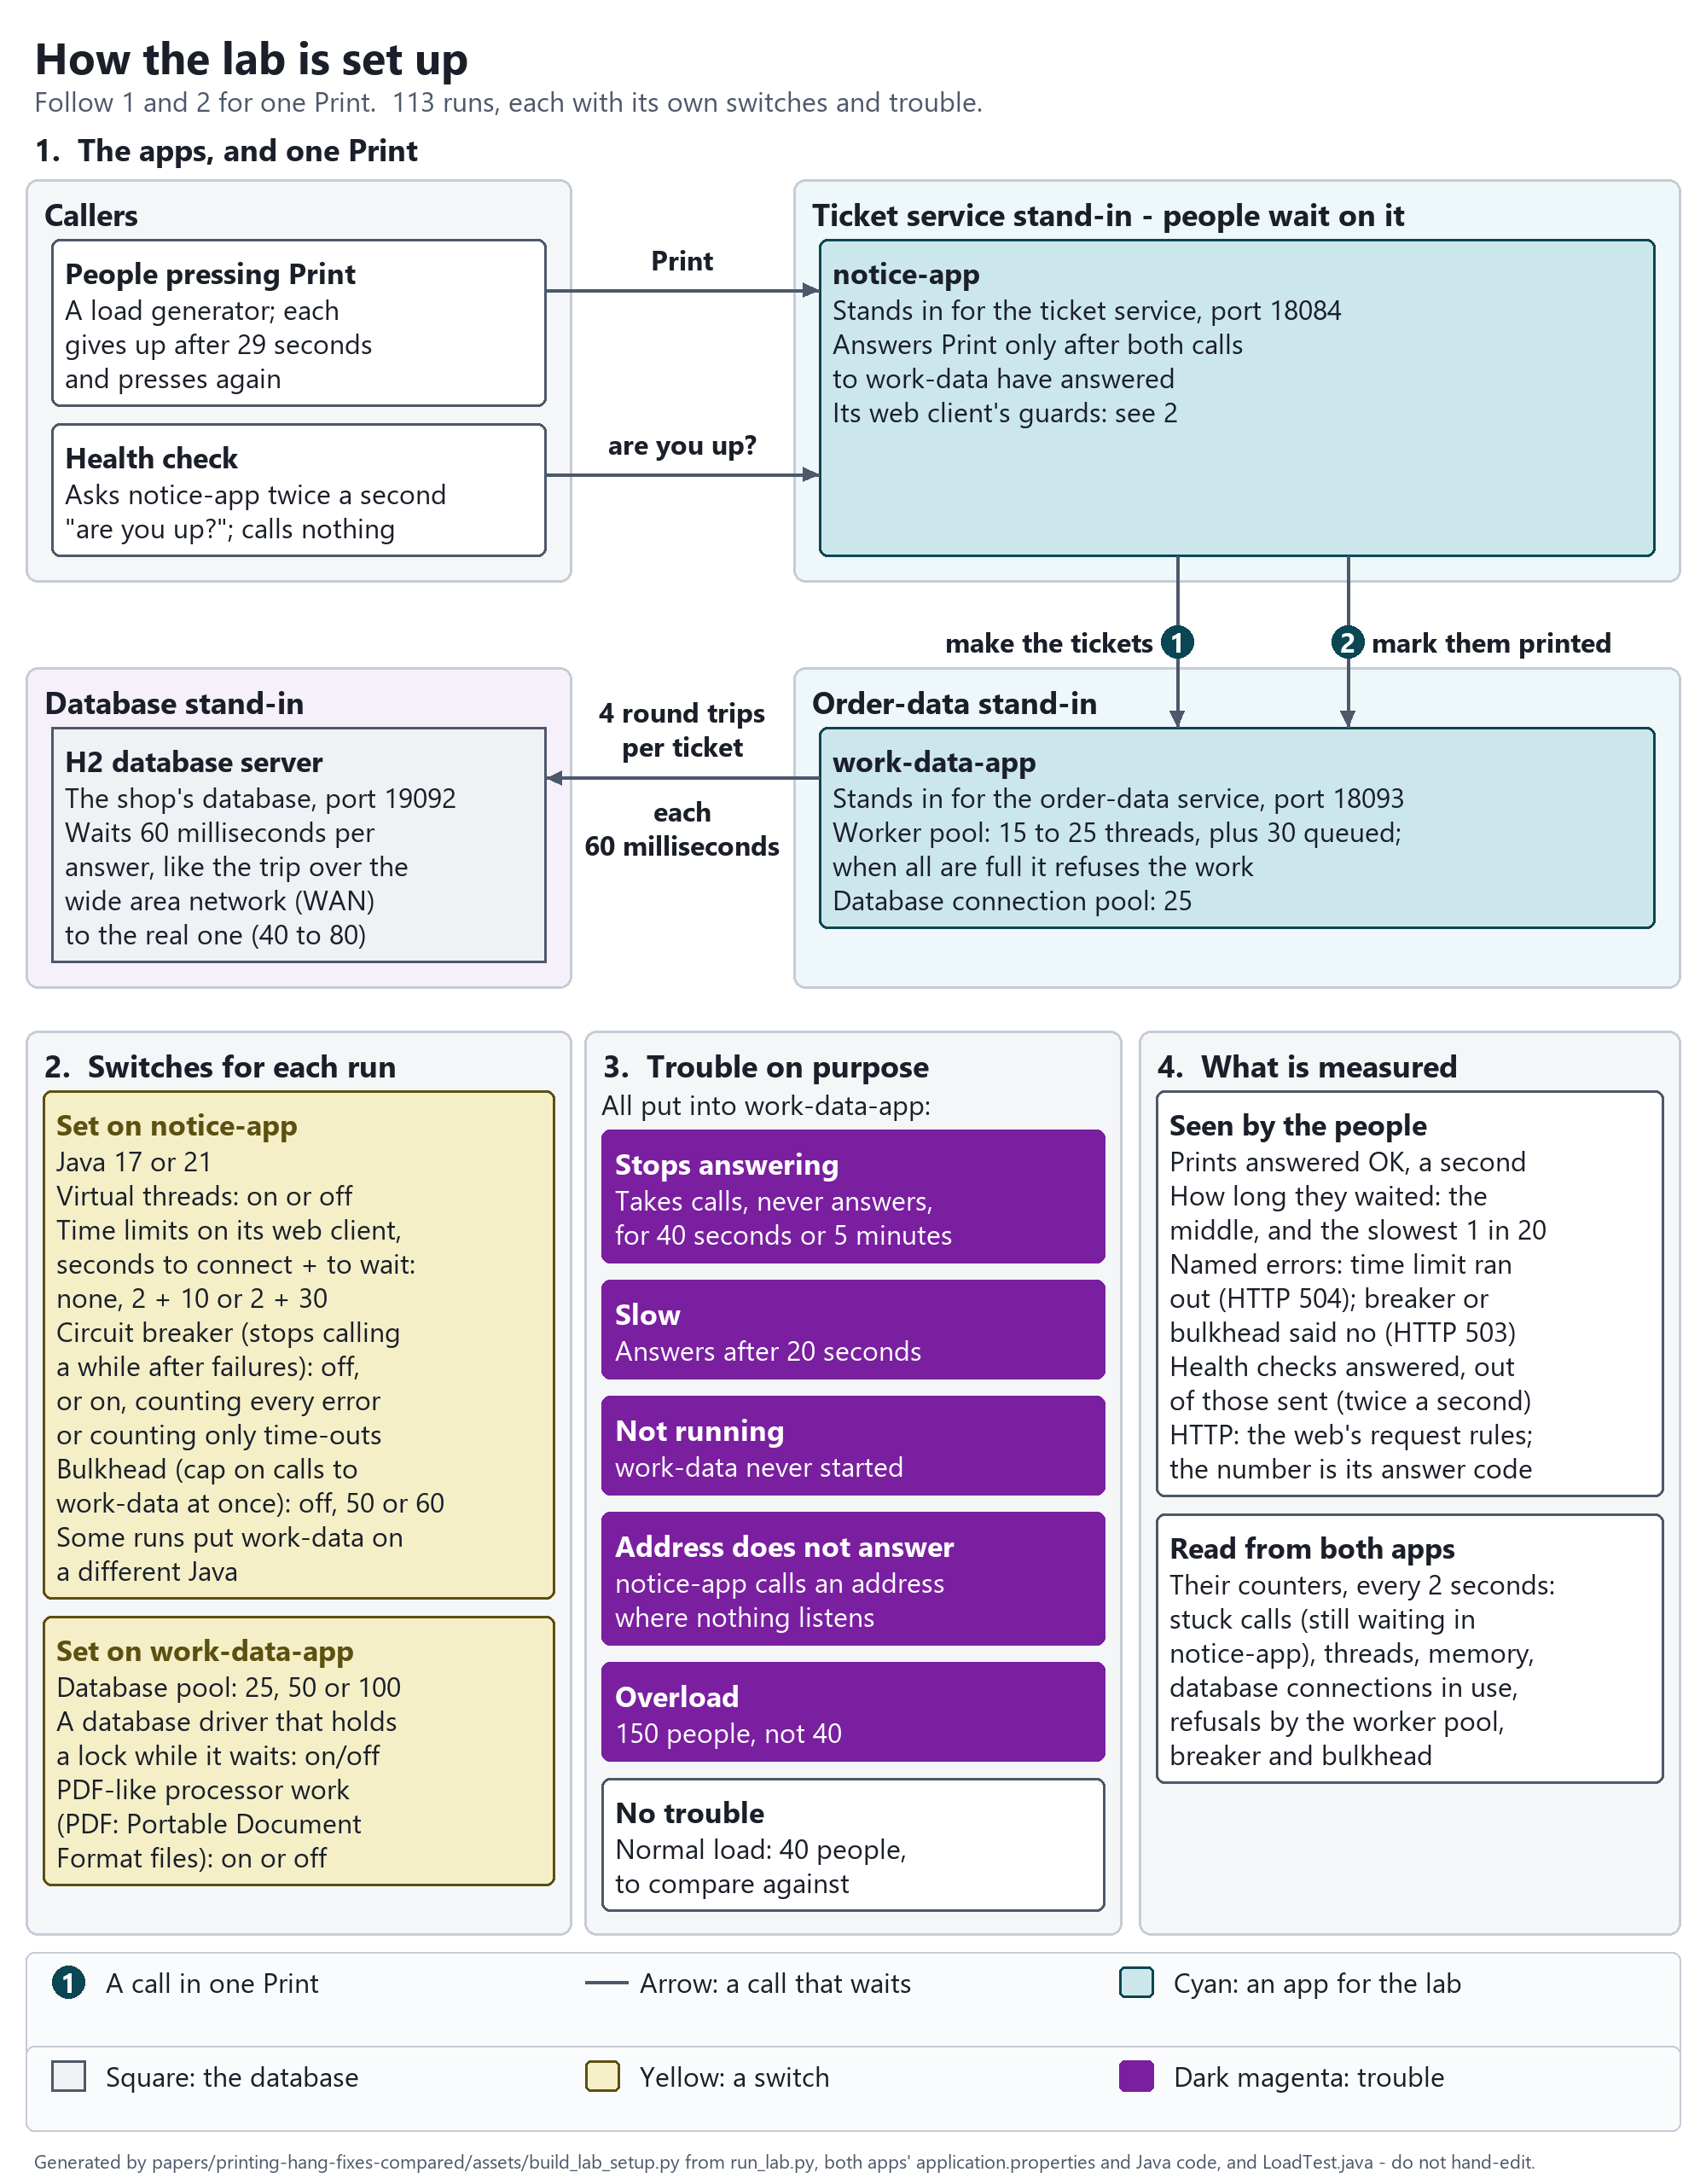 How the lab is set up
Follow 1 and 2 for one Print.  113 runs, each with its own switches and trouble.
1.  The apps, and one Print
Callers
People pressing Print
A load generator; each
gives up after 29 seconds
and presses again
Health check
Asks notice-app twice a second
"are you up?"; calls nothing
Print
are you up?
Ticket service stand-in - people wait on it
notice-app
Stands in for the ticket service, port 18084
Answers Print only after both calls
to work-data have answered
Its web client's guards: see 2
make the tickets 1
2 mark them printed
Database stand-in
H2 database server
The shop's database, port 19092
Waits 60 milliseconds per
answer, like the trip over the
wide area network (WAN)
to the real one (40 to 80)
4 round trips
per ticket
each
60 milliseconds
Order-data stand-in
work-data-app
Stands in for the order-data service, port 18093
Worker pool: 15 to 25 threads, plus 30 queued;
when all are full it refuses the work
Database connection pool: 25
2.  Switches for each run
Set on notice-app
Java 17 or 21
Virtual threads: on or off
Time limits on its web client,
seconds to connect + to wait:
none, 2 + 10 or 2 + 30
Circuit breaker (stops calling
a while after failures): off,
or on, counting every error
or counting only time-outs
Bulkhead (cap on calls to
work-data at once): off, 50 or 60
Some runs put work-data on
a different Java
Set on work-data-app
Database pool: 25, 50 or 100
A database driver that holds
a lock while it waits: on/off
PDF-like processor work
(PDF: Portable Document
Format files): on or off
3.  Trouble on purpose
All put into work-data-app:
Stops answering
Takes calls, never answers,
for 40 seconds or 5 minutes
Slow
Answers after 20 seconds
Not running
work-data never started
Address does not answer
notice-app calls an address
where nothing listens
Overload
150 people, not 40
No trouble
Normal load: 40 people,
to compare against
4.  What is measured
Seen by the people
Prints answered OK, a second
How long they waited: the
middle, and the slowest 1 in 20
Named errors: time limit ran
out (HTTP 504); breaker or
bulkhead said no (HTTP 503)
Health checks answered, out
of those sent (twice a second)
HTTP: the web's request rules;
the number is its answer code
Read from both apps
Their counters, every 2 seconds:
stuck calls (still waiting in
notice-app), threads, memory,
database connections in use,
refusals by the worker pool,
breaker and bulkhead
1 A call in one Print
Arrow: a call that waits
Cyan: an app for the lab
Square: the database
Yellow: a switch
Dark magenta: trouble
Generated by papers/printing-hang-fixes-compared/assets/build_lab_setup.py from run_lab.py, both apps' application.properties and Java code, and LoadTest.java - do not hand-edit.